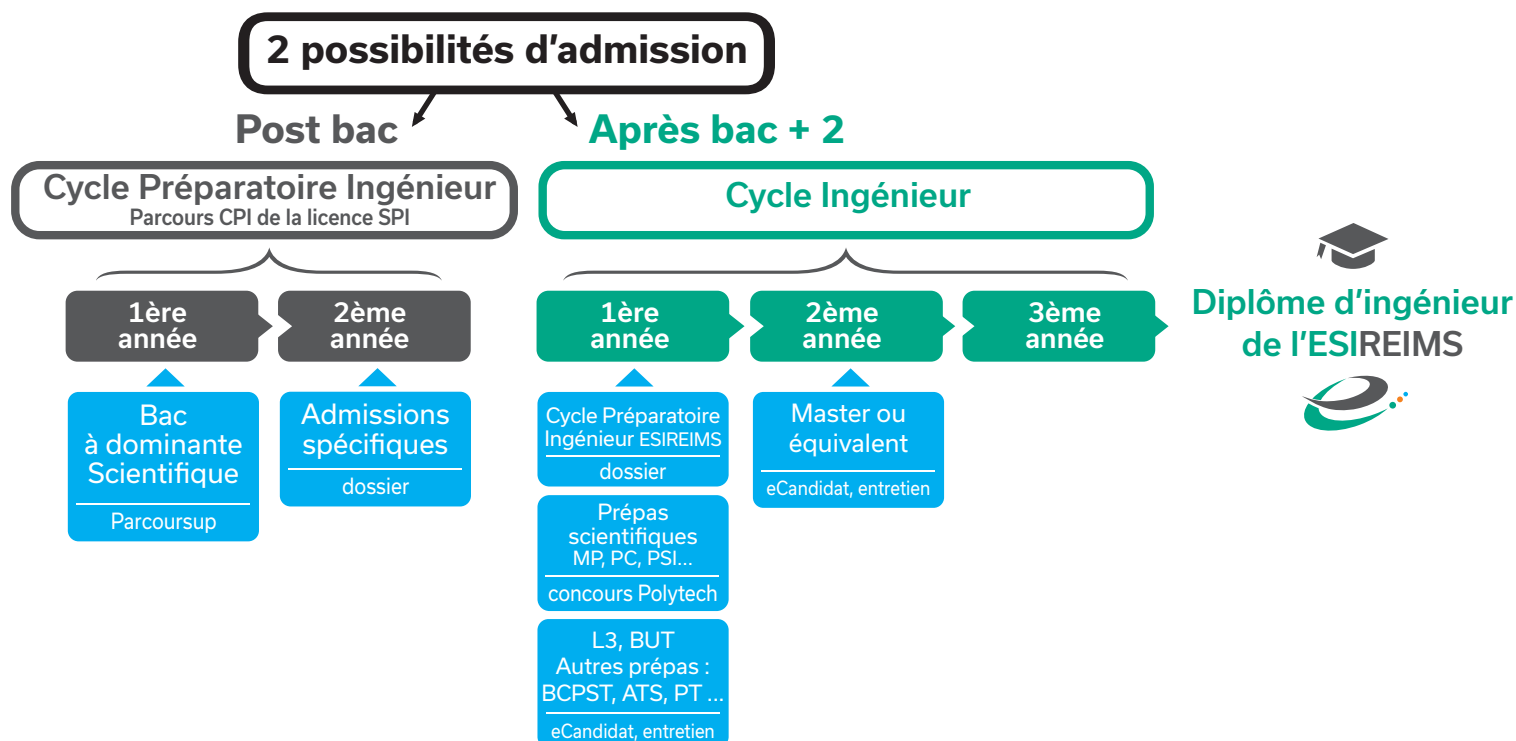 2 possibilités d'admission
Post bac
Après bac + 2
Cycle Préparatoire Ingénieur
Parcours CPI de la licence SPI
Cycle Ingénieur
1ère
année
2ème
année
1ère
année
2ème
année
3ème
année
Diplôme d'ingénieur
de l'ESIREIMS
Bac
à dominante
Scientifique
Parcoursup
Admissions
spécifiques
dossier
Cycle Préparatoire
Ingénieur ESIREIMS
dossier
Prépas
scientifiques
MP, PC, PSI...
concours Polytech
L3, BUT
Autres prépas :
BCPST, ATS, PT ...
eCandidat, entretien
Master ou
équivalent
eCandidat, entretien